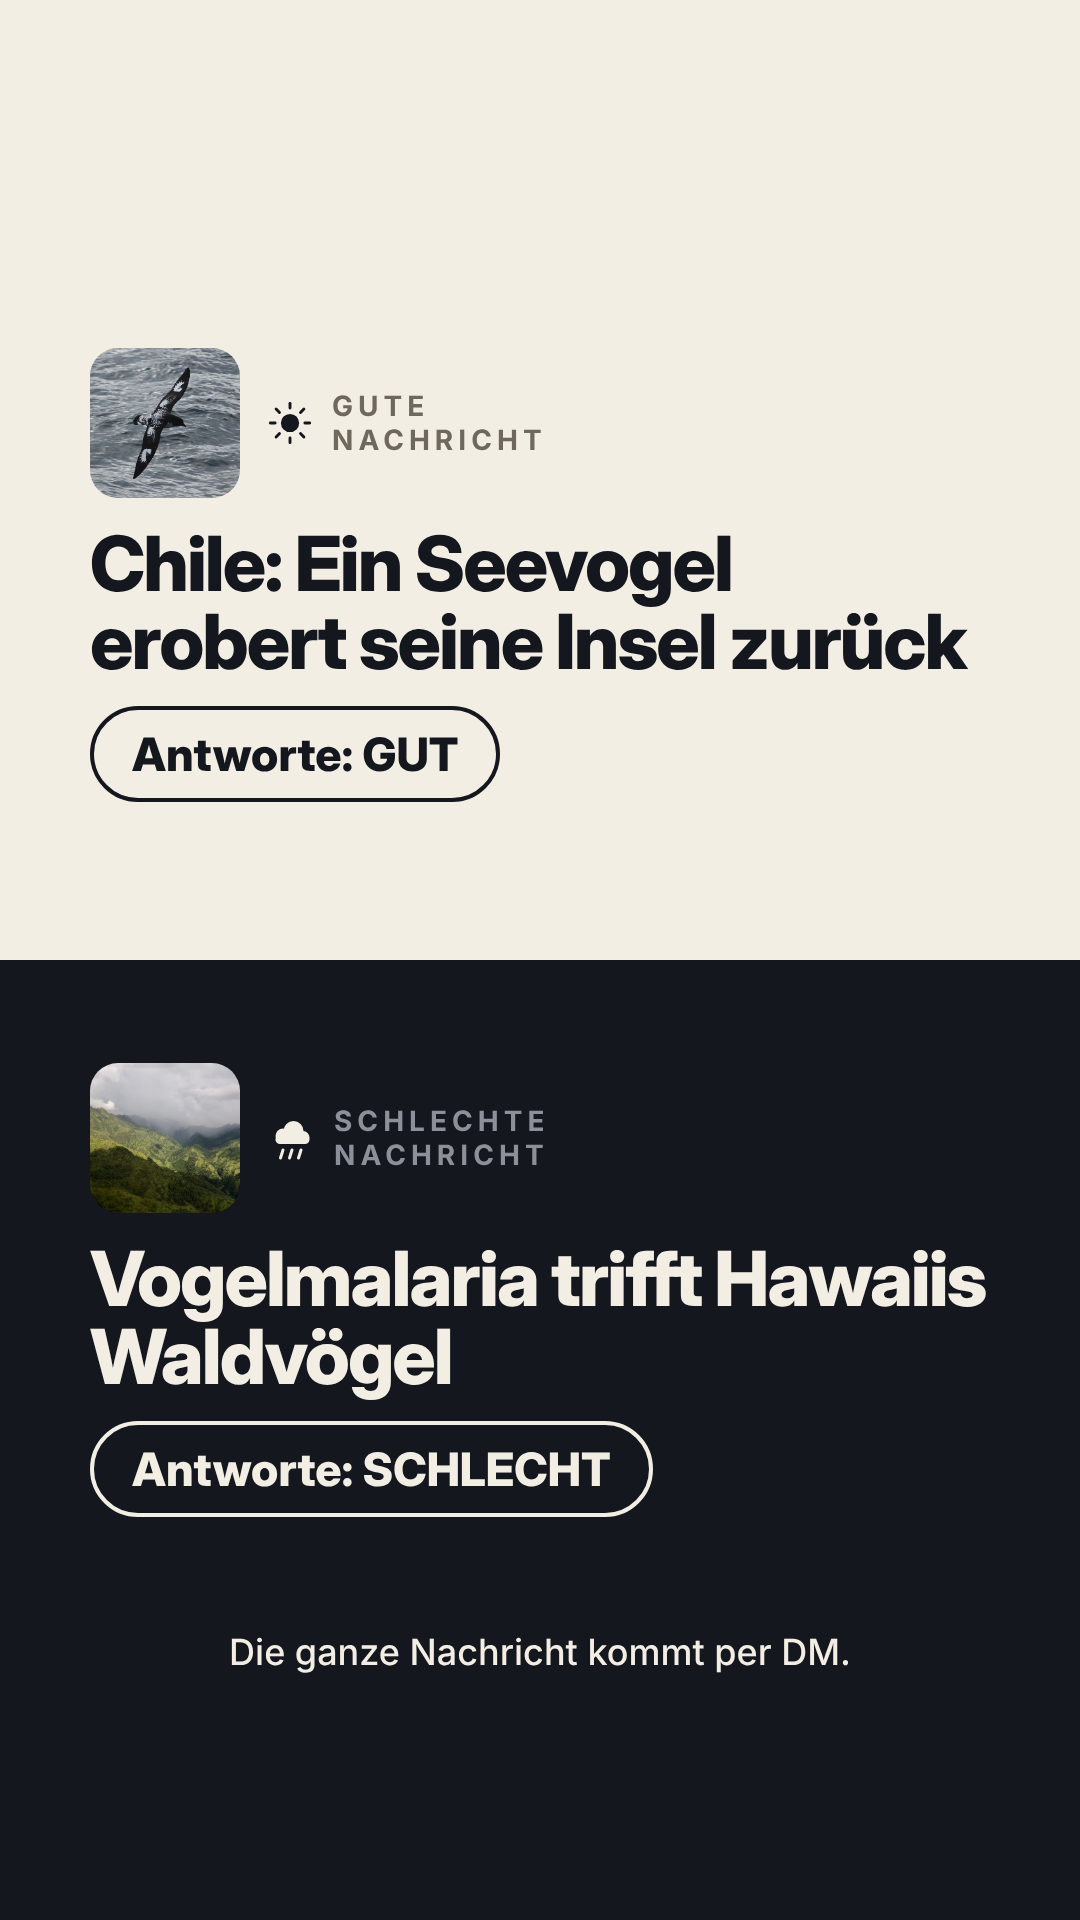 GUTE
NACHRICHT
Chile: Ein Seevogel
erobert seine Insel zurück
Antworte: GUT
SCHLECHTE
NACHRICHT
Vogelmalaria trifft Hawaiis
Waldvögel
Antworte: SCHLECHT
Die ganze Nachricht kommt per DM.